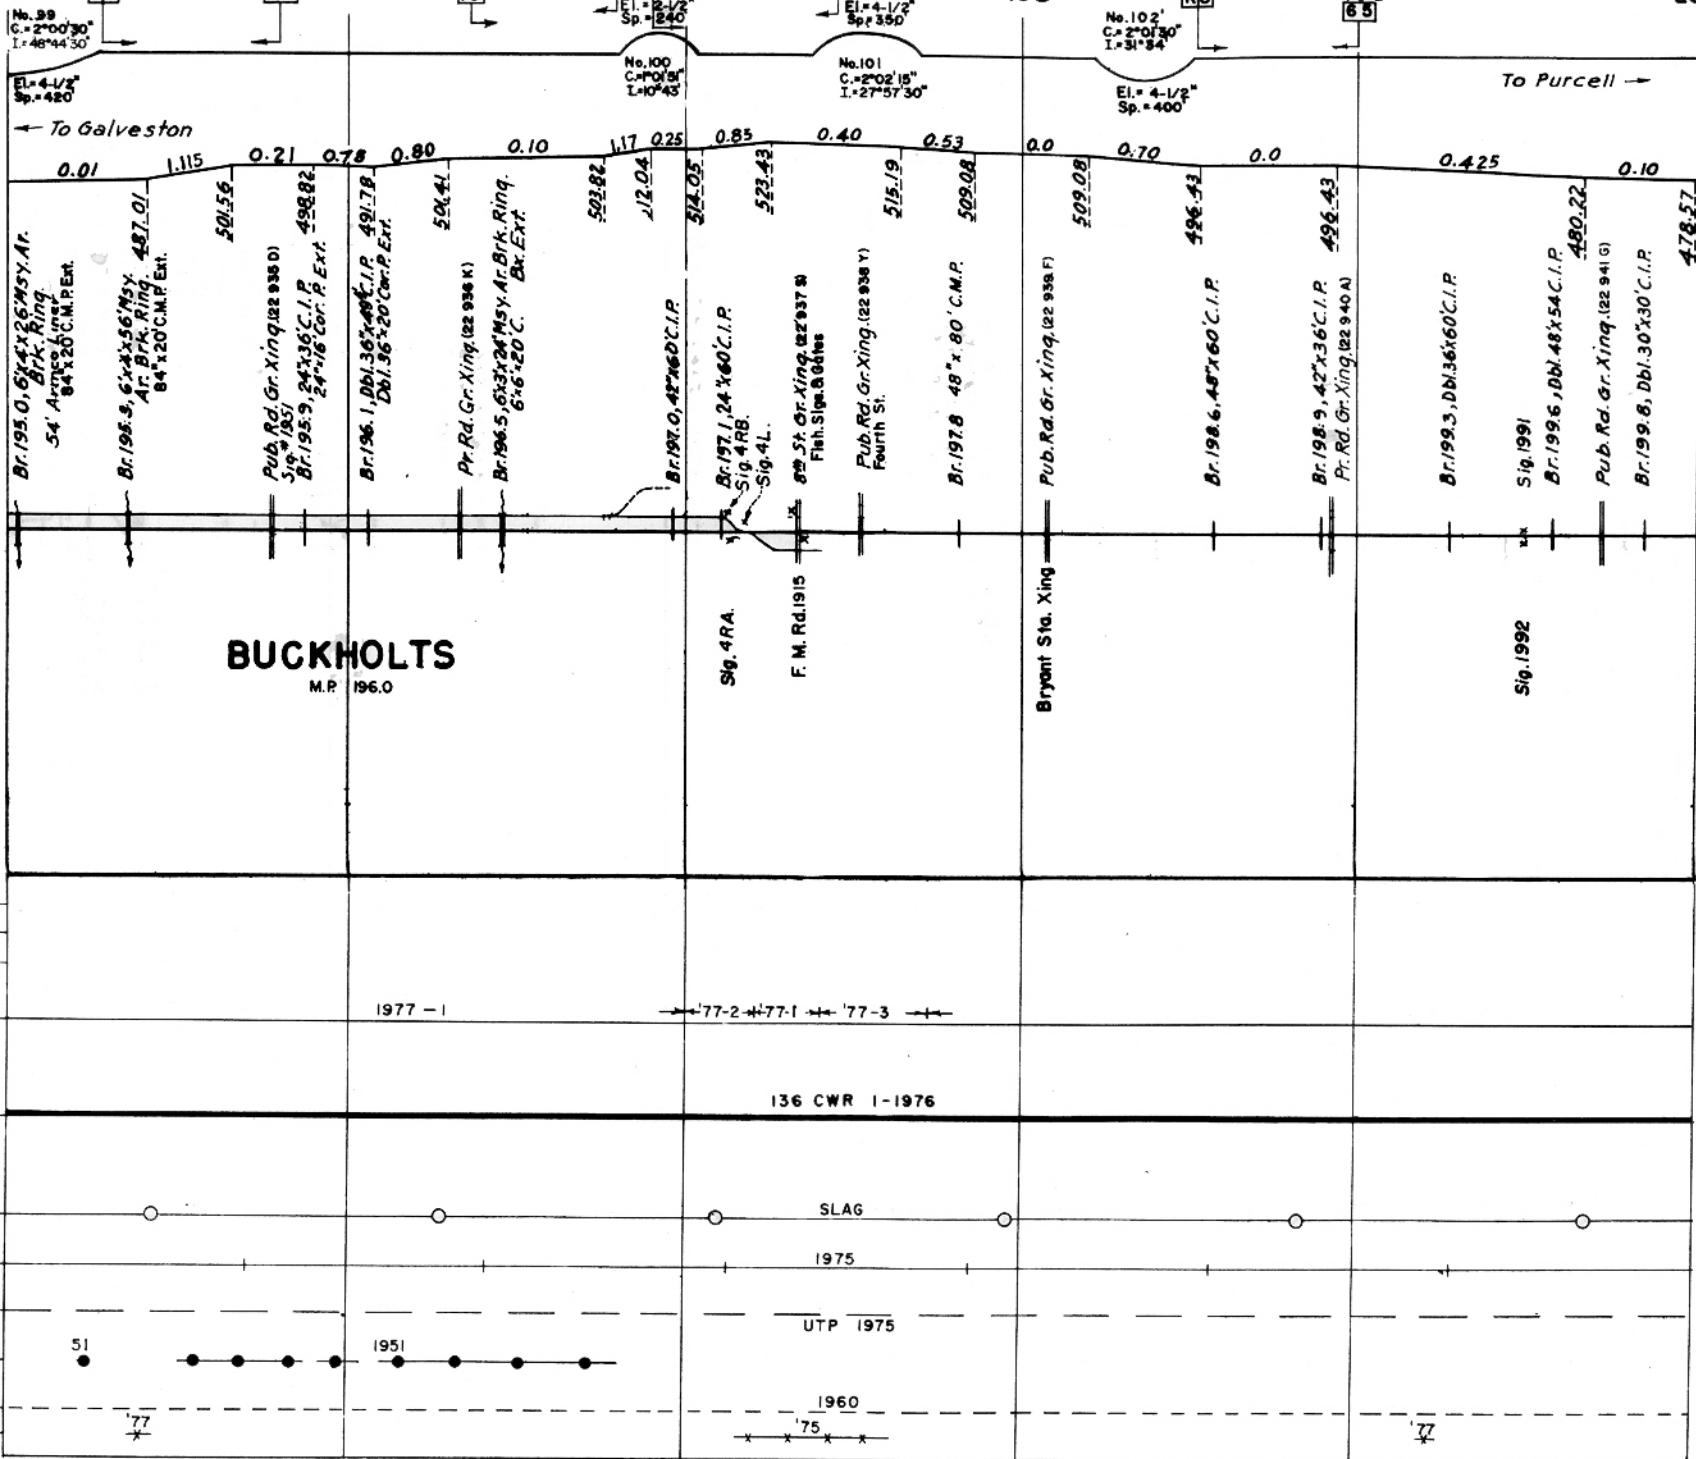 No. 99
C.=2°00'30"
I.=48°44'30"
El.=4-1/2"
Sp.=420'
El.=2-1/2"
Sp.=240'
No. 100
C.=1°01'51"
I.=10°43'
El.=4-1/2"
Sp.=350'
No. 101
C.=2°02'15"
I.=27°57'30"
No. 102
C.=2°01'30"
I.=31°34'
El.=4-1/2"
Sp.=400'
65
To Purcell →
← To Galveston
0.01 1.115 0.21 0.78 0.80 0.10 1.17 0.25 0.85 0.40 0.53 0.0 0.70 0.0 0.425 0.10
487.01 501.56 498.82 491.78 501.41 503.82 514.05 523.43 515.19 509.08 509.08 496.43 496.43 480.22 478.57
Br.195.0, 6'x4'x26' Msy. Ar.
Brk. Ring.
54' Armco Liner
84"x20' C.M.P. Ext.
Br.195.3, 6'x4'x56' Msy.
Ar. Brk. Ring.
84"x20' C.M.P. Ext.
Pub. Rd. Gr. Xing. (22 935 D)
Sig. # 1951
Br.195.9, 24"x36' C.I.P.
24"x16' Cor. P. Ext.
Br.196.1, Dbl. 36"x49' C.I.P.
Dbl. 36"x20' Cor. P. Ext.
Pr. Rd. Gr. Xing. (22 936 K)
Br.196.5, 6'x3'x24' Msy. Ar. Brk. Ring.
6'x6'x20' C. Bx. Ext.
Br.197.0, 42"x60' C.I.P.
Br.197.1, 24"x60' C.I.P.
Sig. 4RB.
Sig. 4L.
8th St. Gr. Xing. (22 937 S)
Flsh. Sigs. & Gates
Pub. Rd. Gr. Xing. (22 938 Y)
Fourth St.
Br.197.8 48" x 80' C.M.P.
Pub. Rd. Gr. Xing. (22 939 F)
Br.198.6, 48"x60' C.I.P.
Br.198.9, 42"x36' C.I.P.
Pr. Rd. Gr. Xing. (22 940 A)
Br.199.3, Dbl. 36"x60' C.I.P.
Sig. 1991
Br.199.6, Dbl. 48"x54' C.I.P.
Pub. Rd. Gr. Xing. (22 941 G)
Br.199.8, Dbl. 30"x30' C.I.P.
BUCKHOLTS
M.P. 196.0
Sig. 4RA.
F. M. Rd. 1915
Bryant Sta. Xing
Sig. 1992
1977 - 1 '77-2 '77-1 '77-3
136 CWR 1-1976
SLAG
1975
UTP 1975
51 1951
1960
'77 '75 '77